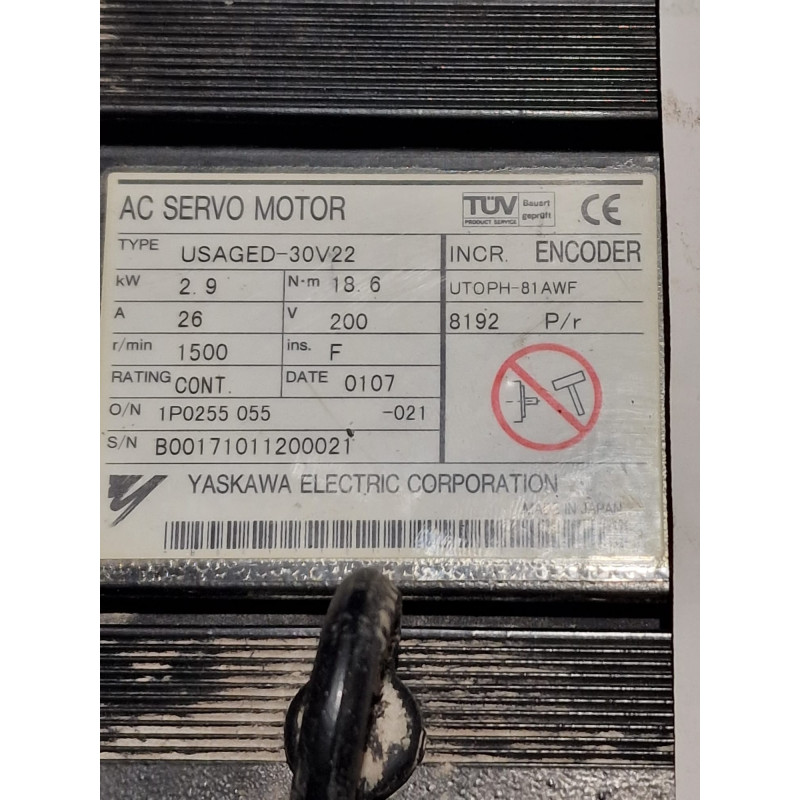 AC SERVO MOTOR
TÜV
PRODUCT SERVICE
Bauart
geprüft
CE
TYPE USAGED-30V22
INCR. ENCODER
kW 2.9 N·m 18.6
UTOPH-81AWF
A 26 V 200
8192 P/r
r/min 1500 ins. F
RATING CONT. DATE 0107
O/N 1P0255 055 -021
S/N B00171011200021
YASKAWA ELECTRIC CORPORATION
MADE IN JAPAN